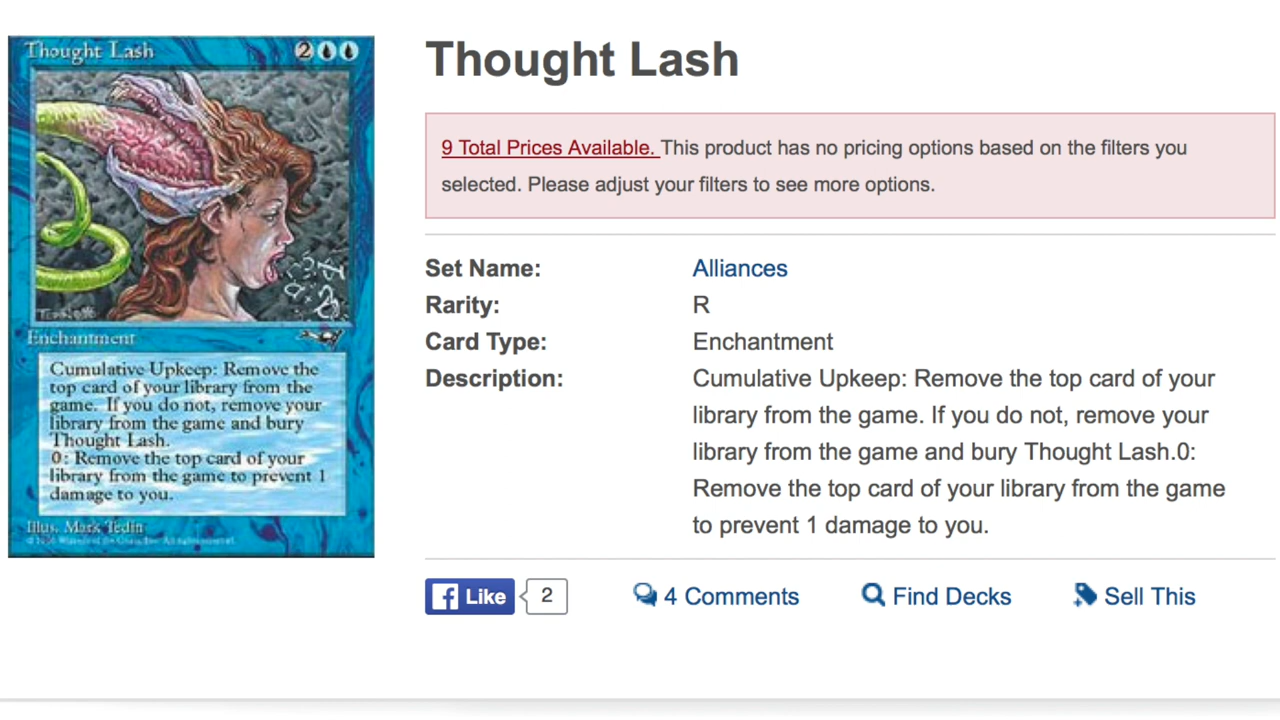 Thought Lash
2
Enchantment
Cumulative Upkeep: Remove the
top card of your library from the
game. If you do not, remove your
library from the game and bury
Thought Lash.
0: Remove the top card of your
library from the game to prevent 1
damage to you.
Illus. Mark Tedin
Thought Lash
9 Total Prices Available. This product has no pricing options based on the filters you
selected. Please adjust your filters to see more options.
Set Name: Alliances
Rarity: R
Card Type: Enchantment
Description: Cumulative Upkeep: Remove the top card of your
library from the game. If you do not, remove your
library from the game and bury Thought Lash.0:
Remove the top card of your library from the game
to prevent 1 damage to you.
Like 2
4 Comments
Find Decks
Sell This